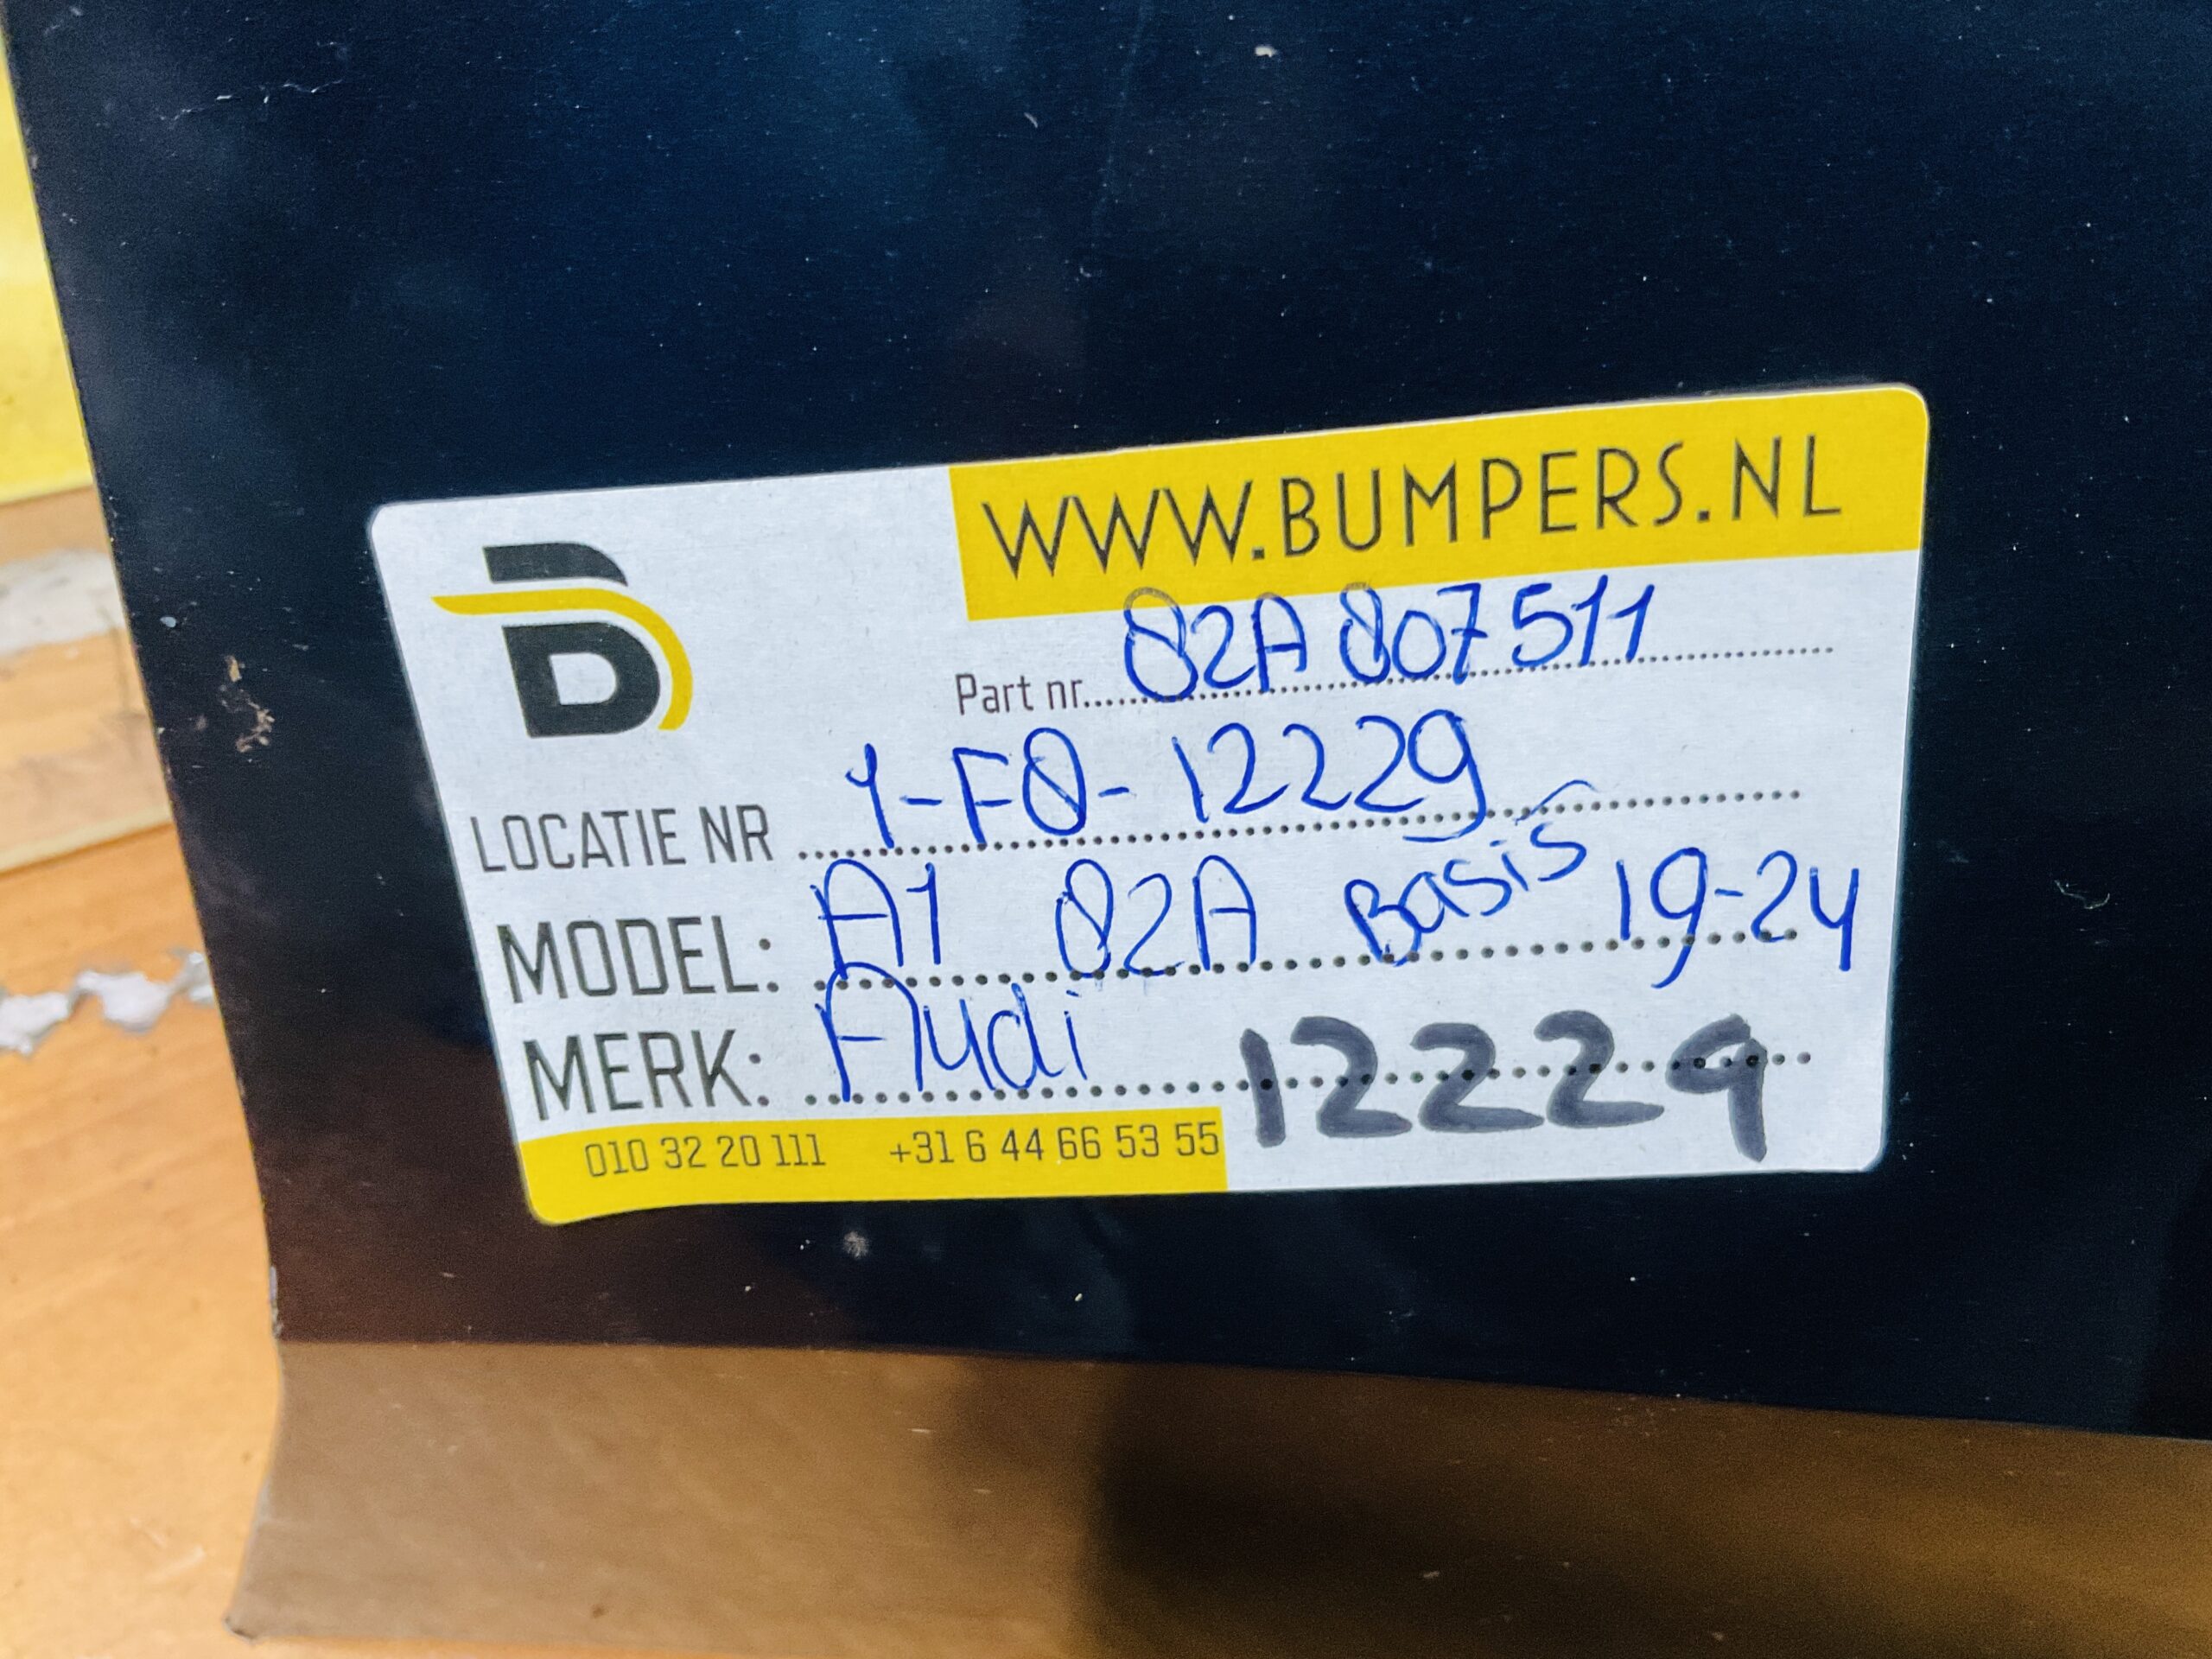 WWW.BUMPERS.NL
Part nr. 82A 807 511
LOCATIE NR 1-F0-12229
MODEL: A1 82A Basis 19-24
MERK: Audi 12229
010 32 20 111 +31 6 44 66 53 55